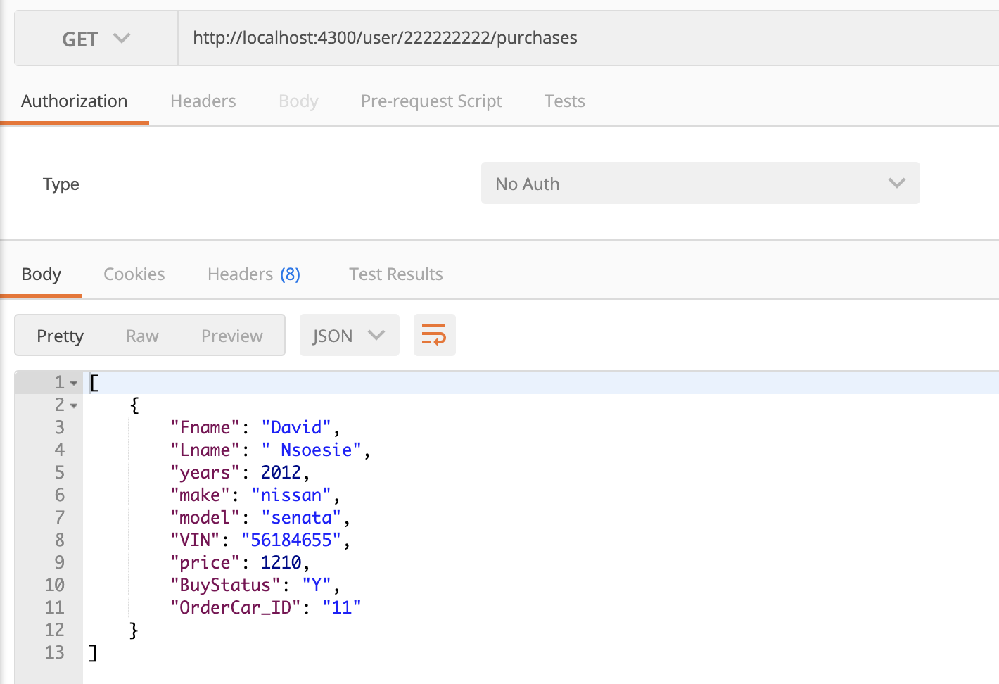 GET http://localhost:4300/user/222222222/purchases
Authorization Headers Body Pre-request Script Tests
Type No Auth
Body Cookies Headers (8) Test Results
Pretty Raw Preview JSON
1 [
2 {
3 "Fname": "David",
4 "Lname": " Nsoesie",
5 "years": 2012,
6 "make": "nissan",
7 "model": "senata",
8 "VIN": "56184655",
9 "price": 1210,
10 "BuyStatus": "Y",
11 "OrderCar_ID": "11"
12 }
13 ]